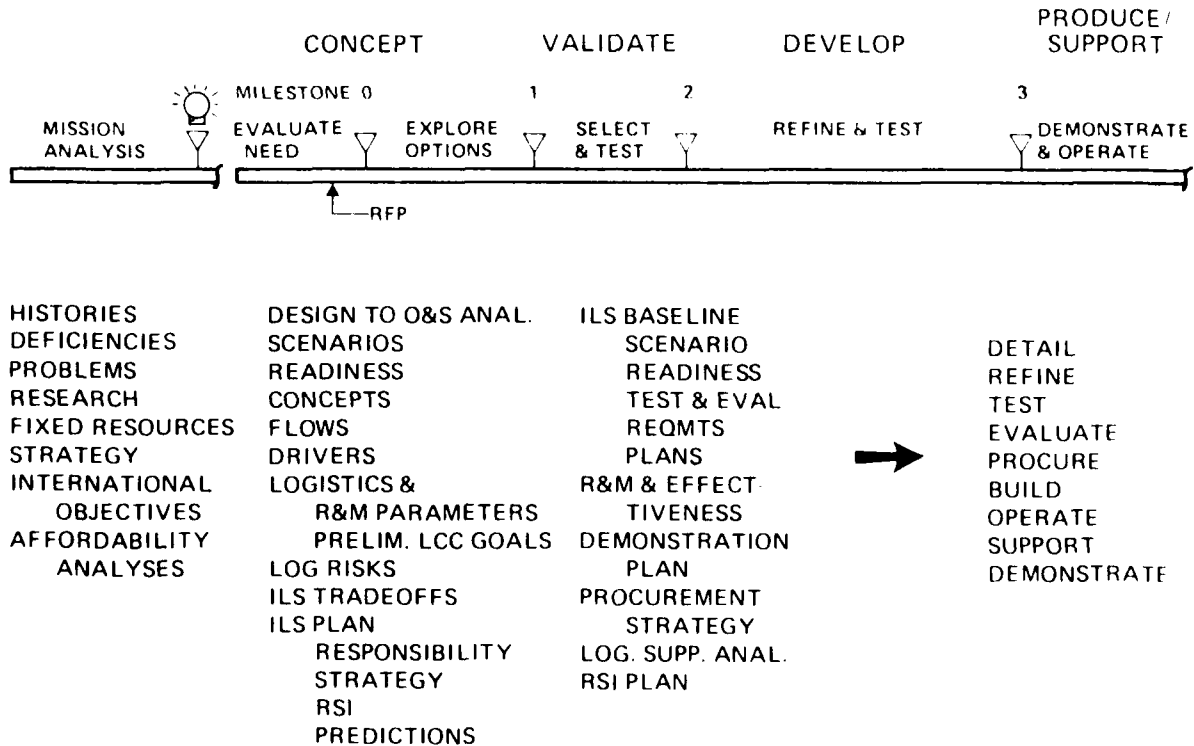 PRODUCE/
CONCEPT VALIDATE DEVELOP SUPPORT
MILESTONE 0 1 2 3
MISSION
ANALYSIS
EVALUATE
NEED
EXPLORE
OPTIONS
SELECT
& TEST
REFINE & TEST
DEMONSTRATE
& OPERATE
RFP
HISTORIES
DEFICIENCIES
PROBLEMS
RESEARCH
FIXED RESOURCES
STRATEGY
INTERNATIONAL
OBJECTIVES
AFFORDABILITY
ANALYSES
DESIGN TO O&S ANAL.
SCENARIOS
READINESS
CONCEPTS
FLOWS
DRIVERS
LOGISTICS &
R&M PARAMETERS
PRELIM. LCC GOALS
LOG RISKS
ILS TRADEOFFS
ILS PLAN
RESPONSIBILITY
STRATEGY
RSI
PREDICTIONS
ILS BASELINE
SCENARIO
READINESS
TEST & EVAL
REQMTS
PLANS
R&M & EFFECT-
TIVENESS
DEMONSTRATION
PLAN
PROCUREMENT
STRATEGY
LOG. SUPP. ANAL.
RSI PLAN
DETAIL
REFINE
TEST
EVALUATE
PROCURE
BUILD
OPERATE
SUPPORT
DEMONSTRATE